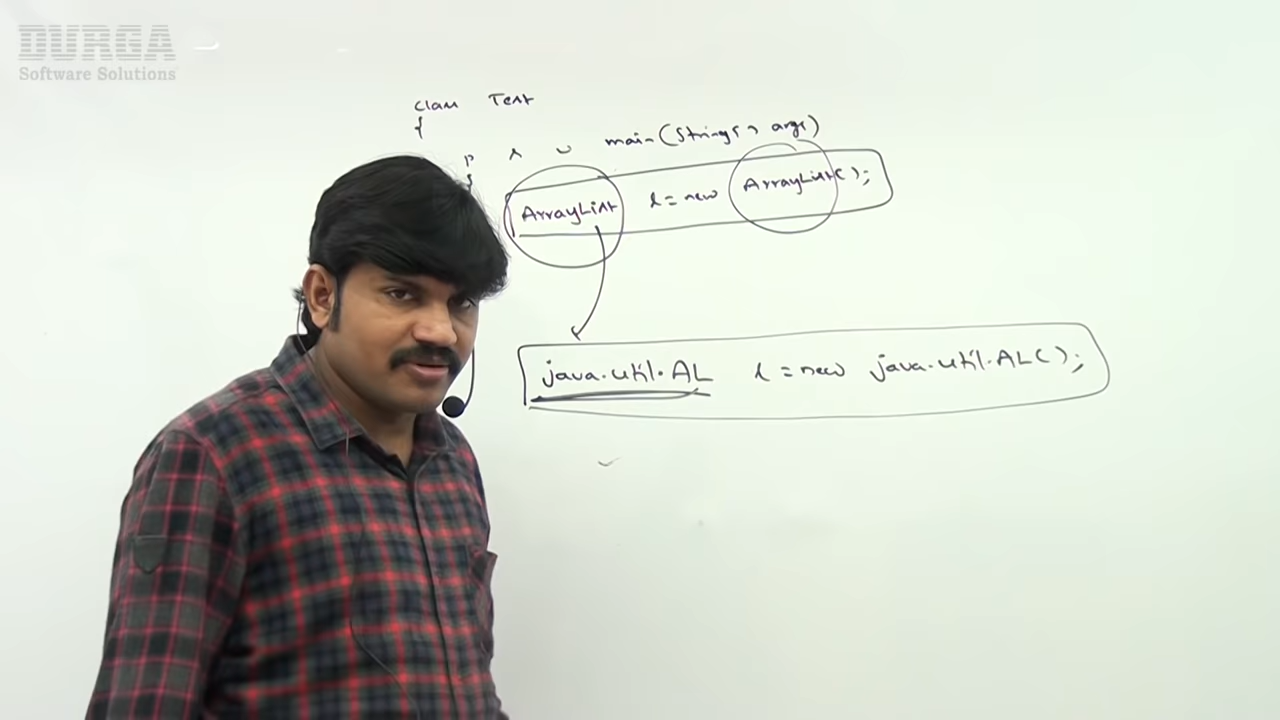 DURGA
Software Solutions
class Test
{
p s v main(String[] args)
{
ArrayList l = new ArrayList();
java.util.AL l = new java.util.AL();